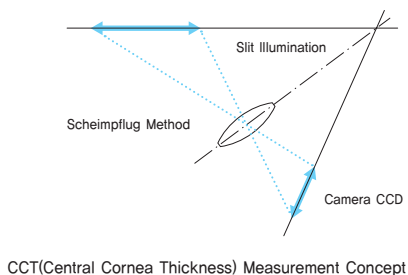 Slit Illumination
Scheimpflug Method
Camera CCD
CCT(Central Cornea Thickness) Measurement Concept